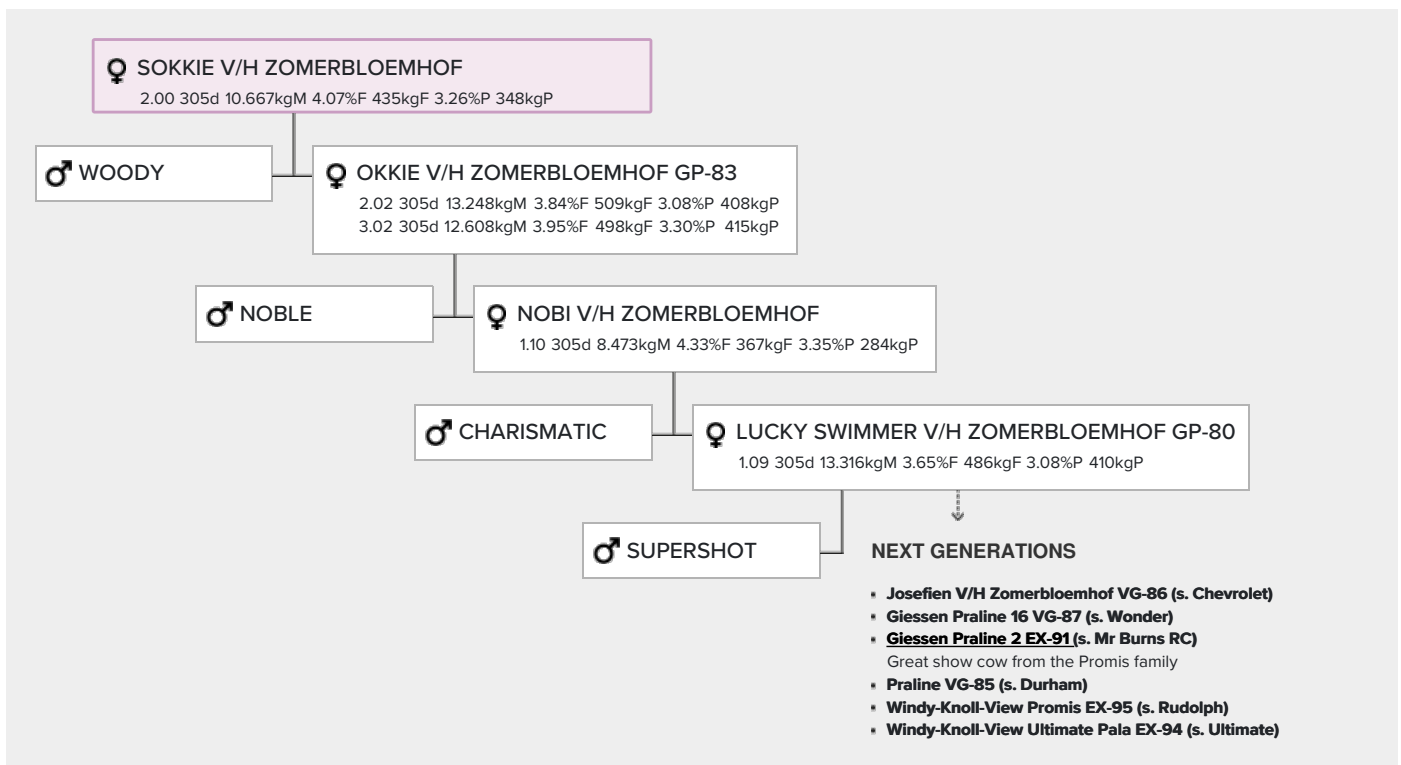 SOKKIE V/H ZOMERBLOEMHOF
2.00 305d 10.667kgM 4.07%F 435kgF 3.26%P 348kgP
WOODY
OKKIE V/H ZOMERBLOEMHOF GP-83
2.02 305d 13.248kgM 3.84%F 509kgF 3.08%P 408kgP
3.02 305d 12.608kgM 3.95%F 498kgF 3.30%P 415kgP
NOBLE
NOBI V/H ZOMERBLOEMHOF
1.10 305d 8.473kgM 4.33%F 367kgF 3.35%P 284kgP
CHARISMATIC
LUCKY SWIMMER V/H ZOMERBLOEMHOF GP-80
1.09 305d 13.316kgM 3.65%F 486kgF 3.08%P 410kgP
SUPERSHOT
NEXT GENERATIONS
Josefien V/H Zomerbloemhof VG-86 (s. Chevrolet)
Giessen Praline 16 VG-87 (s. Wonder)
Giessen Praline 2 EX-91 (s. Mr Burns RC)
Great show cow from the Promis family
Praline VG-85 (s. Durham)
Windy-Knoll-View Promis EX-95 (s. Rudolph)
Windy-Knoll-View Ultimate Pala EX-94 (s. Ultimate)